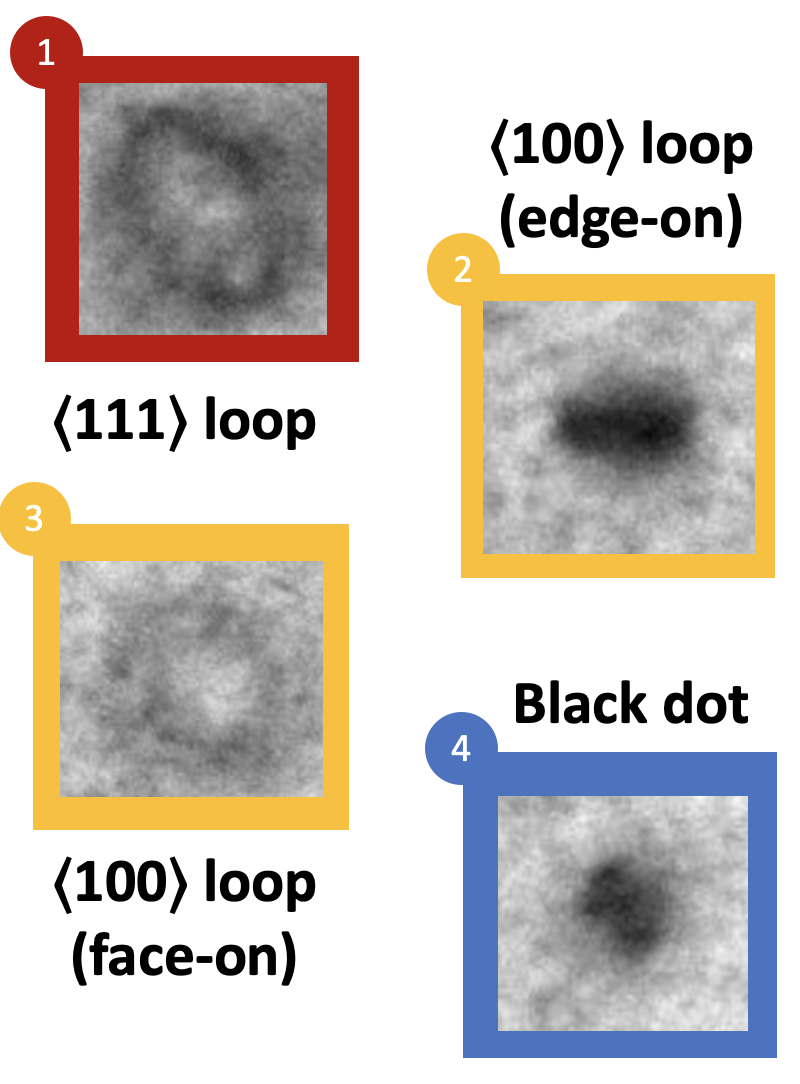 1
⟨111⟩ loop
⟨100⟩ loop
(edge-on)
2
3
⟨100⟩ loop
(face-on)
Black dot
4